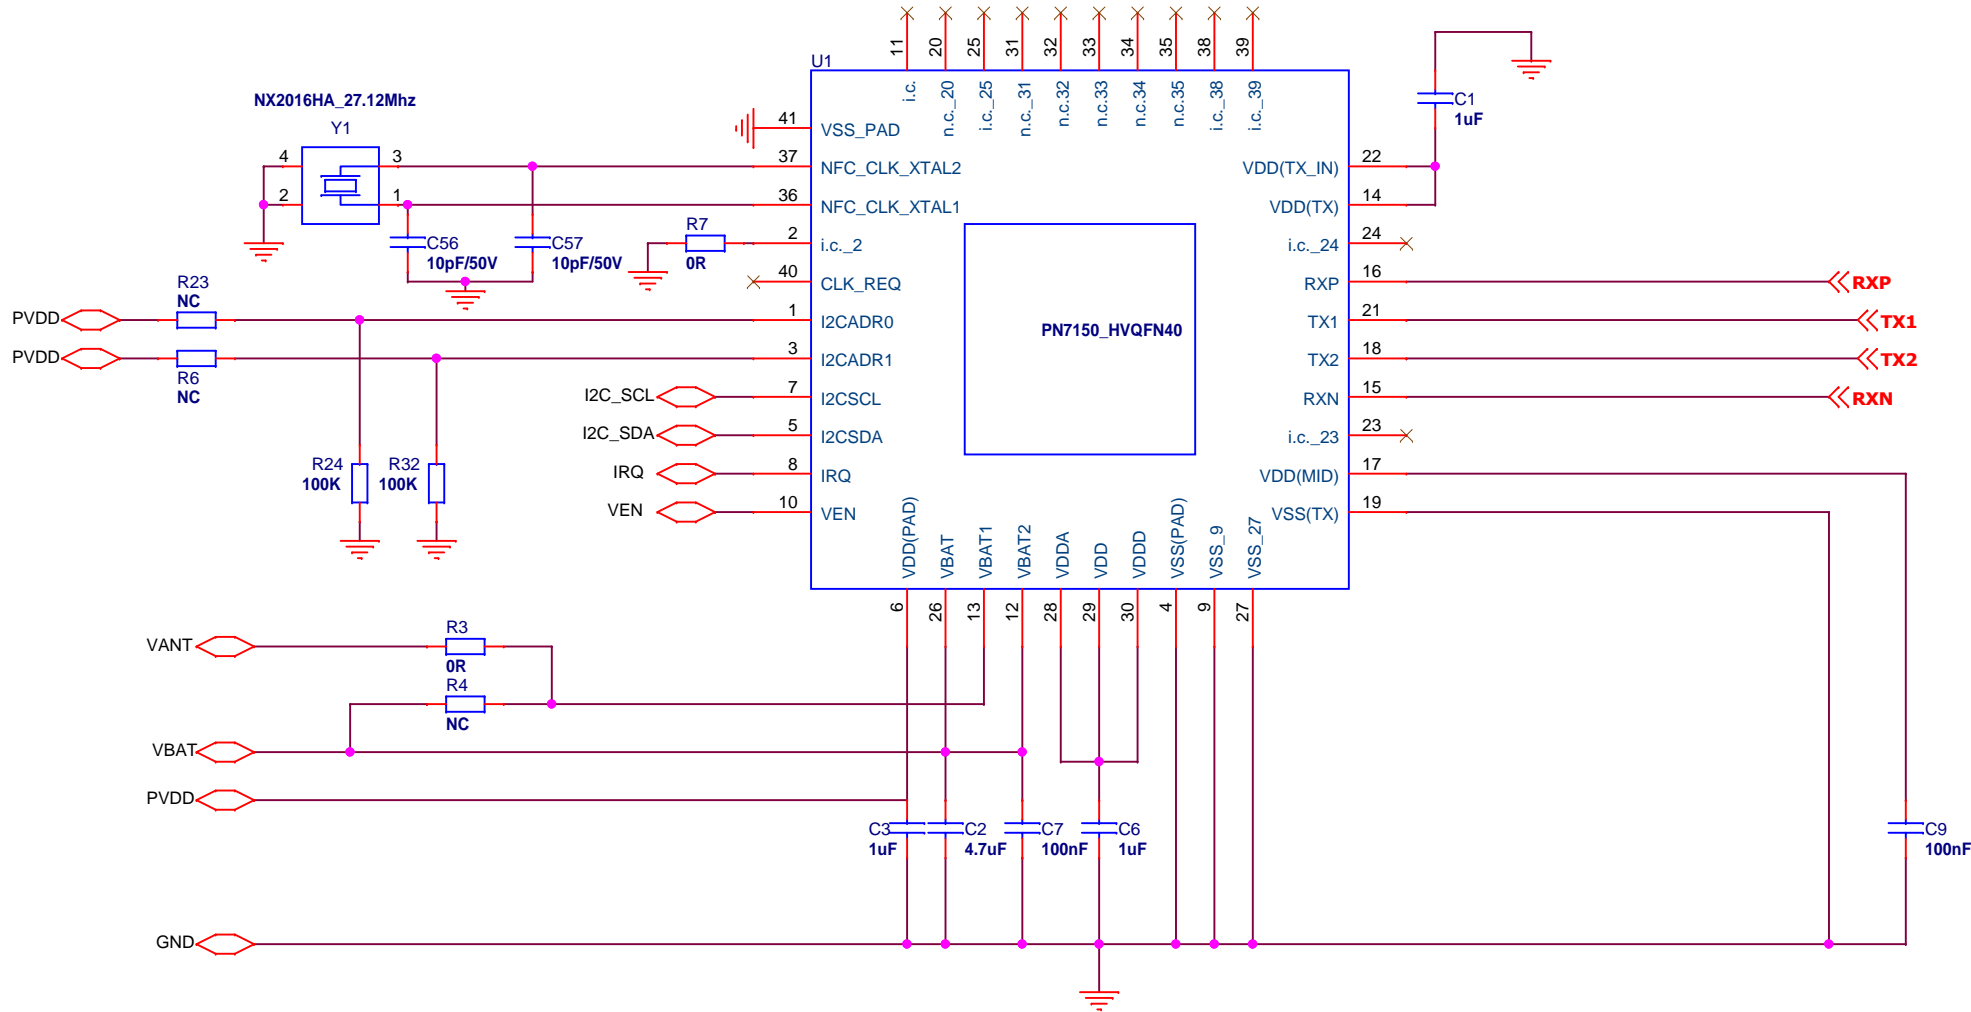 11
20
25
31
32
33
34
35
38
39
U1
i.c.
n.c._20
i.c._25
n.c._31
n.c.32
n.c.33
n.c.34
n.c.35
i.c._38
i.c._39
C1
1uF
NX2016HA_27.12Mhz
Y1
41
VSS_PAD
4
3
37
NFC_CLK_XTAL2
VDD(TX_IN)
22
2
1
36
NFC_CLK_XTAL1
VDD(TX)
14
C56
10pF/50V
C57
10pF/50V
R7
0R
2
i.c._2
i.c._24
24
40
CLK_REQ
RXP
16
RXP
R23
NC
PVDD
1
I2CADR0
TX1
21
TX1
PN7150_HVQFN40
PVDD
R6
NC
3
I2CADR1
TX2
18
TX2
I2C_SCL
7
I2CSCL
RXN
15
RXN
I2C_SDA
5
I2CSDA
i.c._23
23
R24
100K
R32
100K
IRQ
8
IRQ
VDD(MID)
17
VEN
10
VEN
VSS(TX)
19
VDD(PAD)
VBAT
VBAT1
VBAT2
VDDA
VDD
VDDD
VSS(PAD)
VSS_9
VSS_27
6
26
13
12
28
29
30
4
9
27
VANT
R3
0R
R4
NC
VBAT
PVDD
C3
1uF
C2
4.7uF
C7
100nF
C6
1uF
C9
100nF
GND